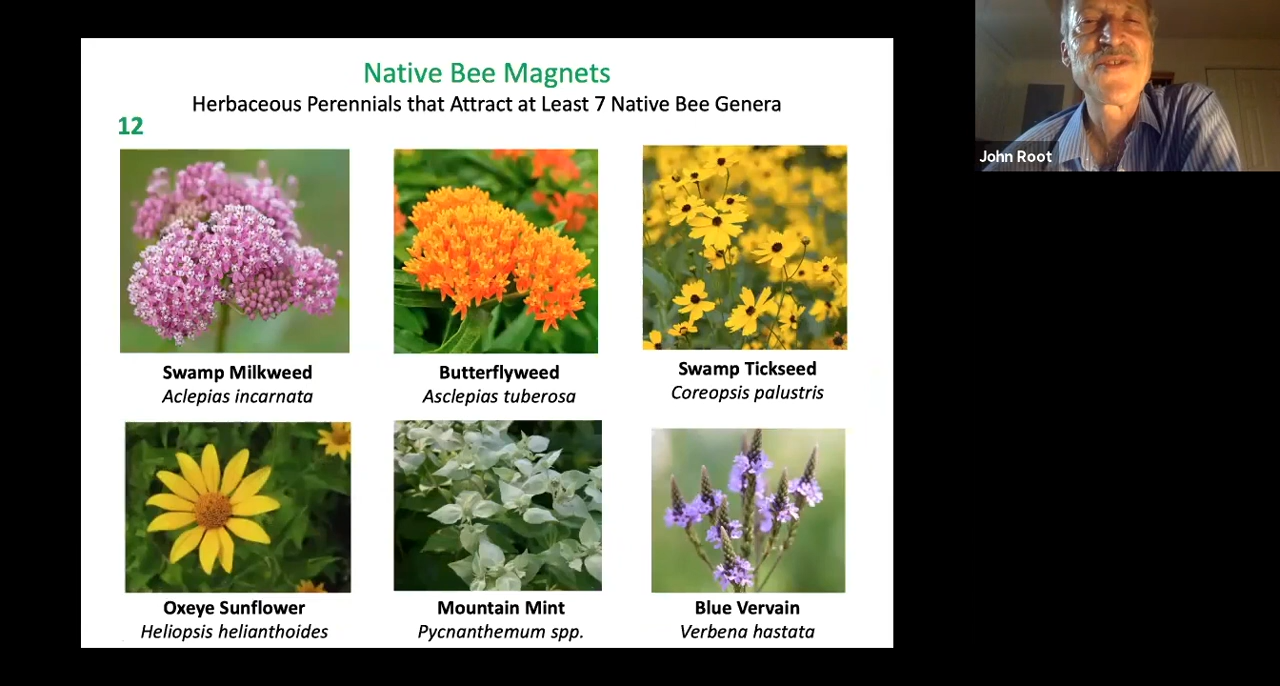 Native Bee Magnets
Herbaceous Perennials that Attract at Least 7 Native Bee Genera
12
John Root
Swamp Milkweed
Aclepias incarnata
Butterflyweed
Asclepias tuberosa
Swamp Tickseed
Coreopsis palustris
Oxeye Sunflower
Heliopsis helianthoides
Mountain Mint
Pycnanthemum spp.
Blue Vervain
Verbena hastata